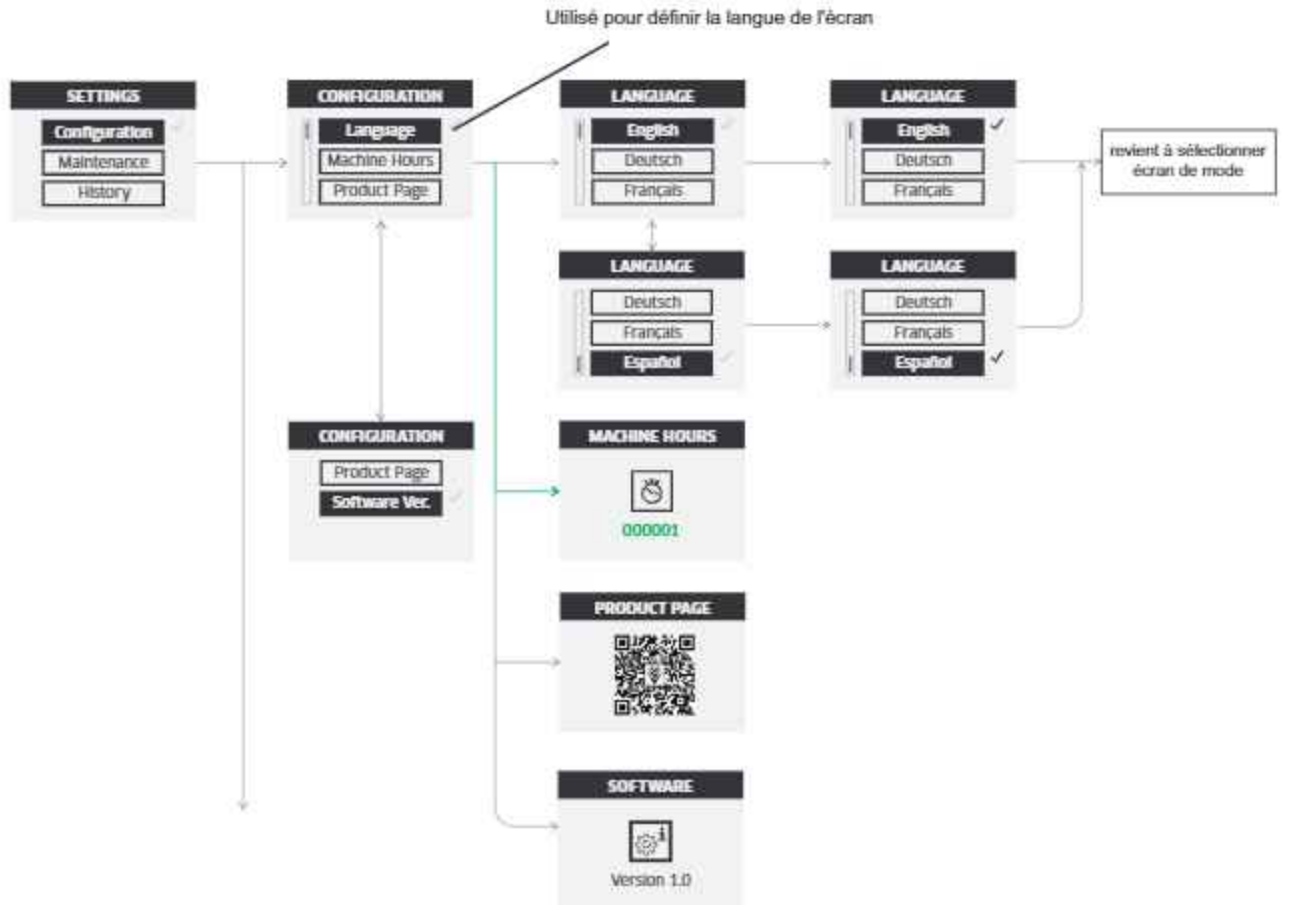 Utilisé pour définir la langue de l'écran
SETTINGS
Configuration
Maintenance
History
CONFIGURATION
Language
Machine Hours
Product Page
LANGUAGE
English
Deutsch
Français
LANGUAGE
English
Deutsch
Français
revient à sélectionner
écran de mode
LANGUAGE
Deutsch
Français
Español
LANGUAGE
Deutsch
Français
Español
CONFIGURATION
Product Page
Software Ver.
MACHINE HOURS
000001
PRODUCT PAGE
SOFTWARE
i
Version 1.0